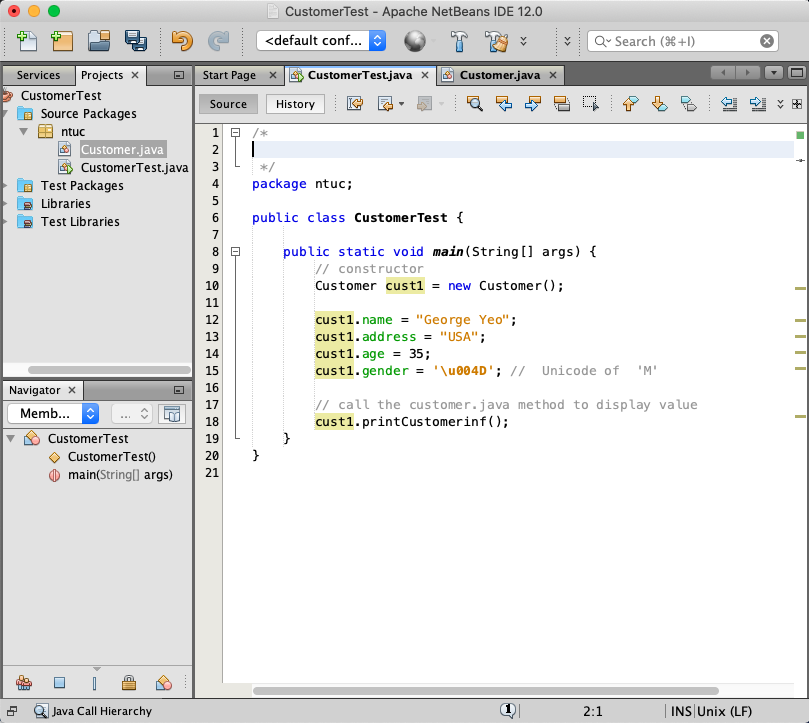 CustomerTest - Apache NetBeans IDE 12.0
<default conf...
Search (⌘+I)
Services Projects
Start Page CustomerTest.java Customer.java
CustomerTest
Source Packages
ntuc
Customer.java
CustomerTest.java
Test Packages
Libraries
Test Libraries
Source History
1 /*
2
3 */
4 package ntuc;
5
6 public class CustomerTest {
7
8 public static void main(String[] args) {
9 // constructor
10 Customer cust1 = new Customer();
11
12 cust1.name = "George Yeo";
13 cust1.address = "USA";
14 cust1.age = 35;
15 cust1.gender = '\u004D'; //  Unicode of  'M'
16
17 // call the customer.java method to display value
18 cust1.printCustomerinf();
19 }
20 }
21
Navigator
Memb... ...
CustomerTest
CustomerTest()
main(String[] args)
Java Call Hierarchy
1
2:1
INS Unix (LF)